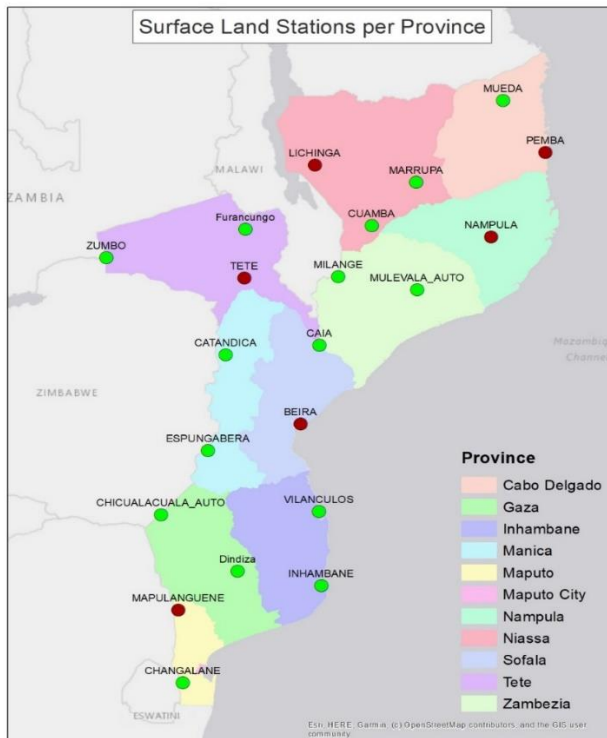 Surface Land Stations per Province
MUEDA
PEMBA
LICHINGA
MALAWI
MARRUPA
ZAMBIA
CUAMBA
NAMPULA
Furancungo
ZUMBO
TETE
MILANGE
MULEVALA_AUTO
CAIA
CATANDICA
Mozambique
Channel
ZIMBABWE
BEIRA
ESPUNGABERA
Province
Cabo Delgado
Gaza
Inhambane
Manica
Maputo
Maputo City
Nampula
Niassa
Sofala
Tete
Zambezia
CHICUALACUALA_AUTO
VILANCULOS
Dindiza
INHAMBANE
MAPULANGUENE
CHANGALANE
ESWATINI
Esri, HERE, Garmin, (c) OpenStreetMap contributors, and the GIS user
community